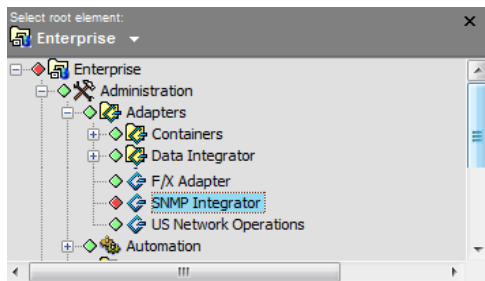 Select root element:
Enterprise
Enterprise
Administration
Adapters
Containers
Data Integrator
F/X Adapter
SNMP Integrator
US Network Operations
Automation